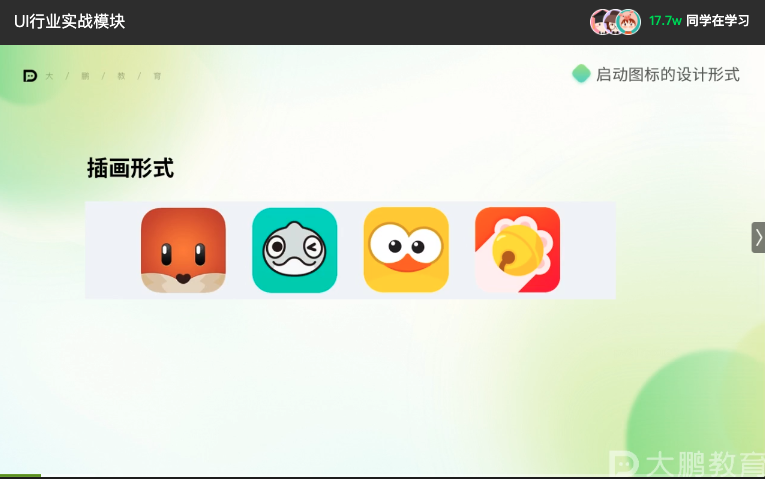 UI行业实战模块
17.7w 同学在学习
大 / 鹏 / 教 / 育
启动图标的设计形式
插画形式
大鹏教育